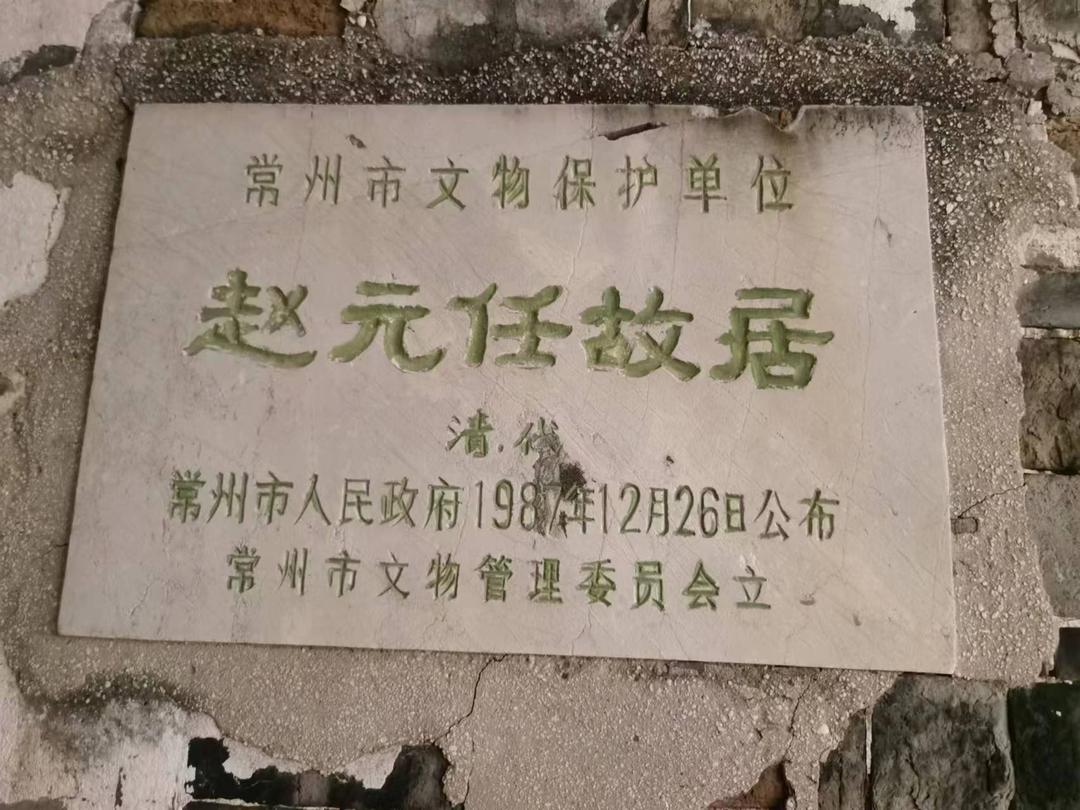 常州市文物保护单位
赵元任故居
清代
常州市人民政府1987年12月26日公布
常州市文物管理委员会立